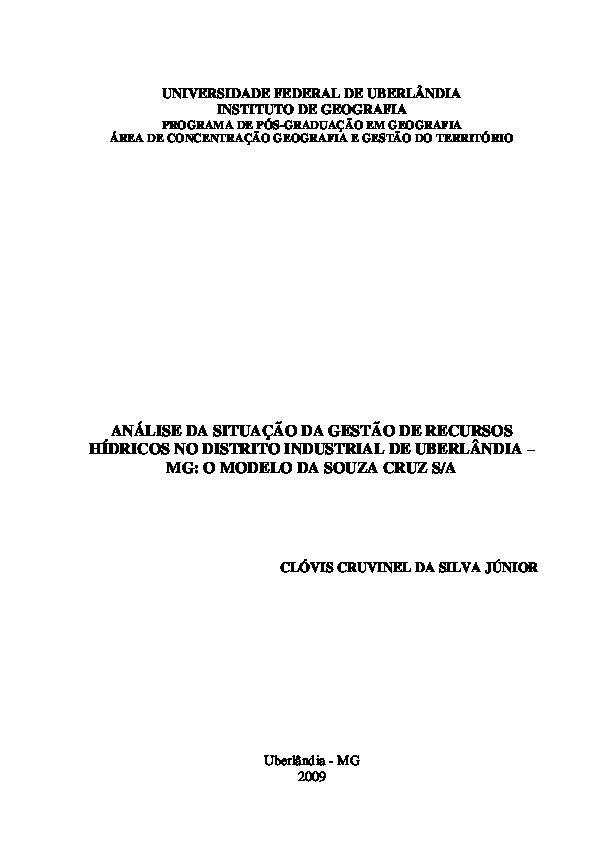 UNIVERSIDADE FEDERAL DE UBERLÂNDIA
INSTITUTO DE GEOGRAFIA
PROGRAMA DE PÓS-GRADUAÇÃO EM GEOGRAFIA
ÁREA DE CONCENTRAÇÃO GEOGRAFIA E GESTÃO DO TERRITÓRIO
ANÁLISE DA SITUAÇÃO DA GESTÃO DE RECURSOS
HÍDRICOS NO DISTRITO INDUSTRIAL DE UBERLÂNDIA –
MG: O MODELO DA SOUZA CRUZ S/A
CLÓVIS CRUVINEL DA SILVA JÚNIOR
Uberlândia - MG
2009